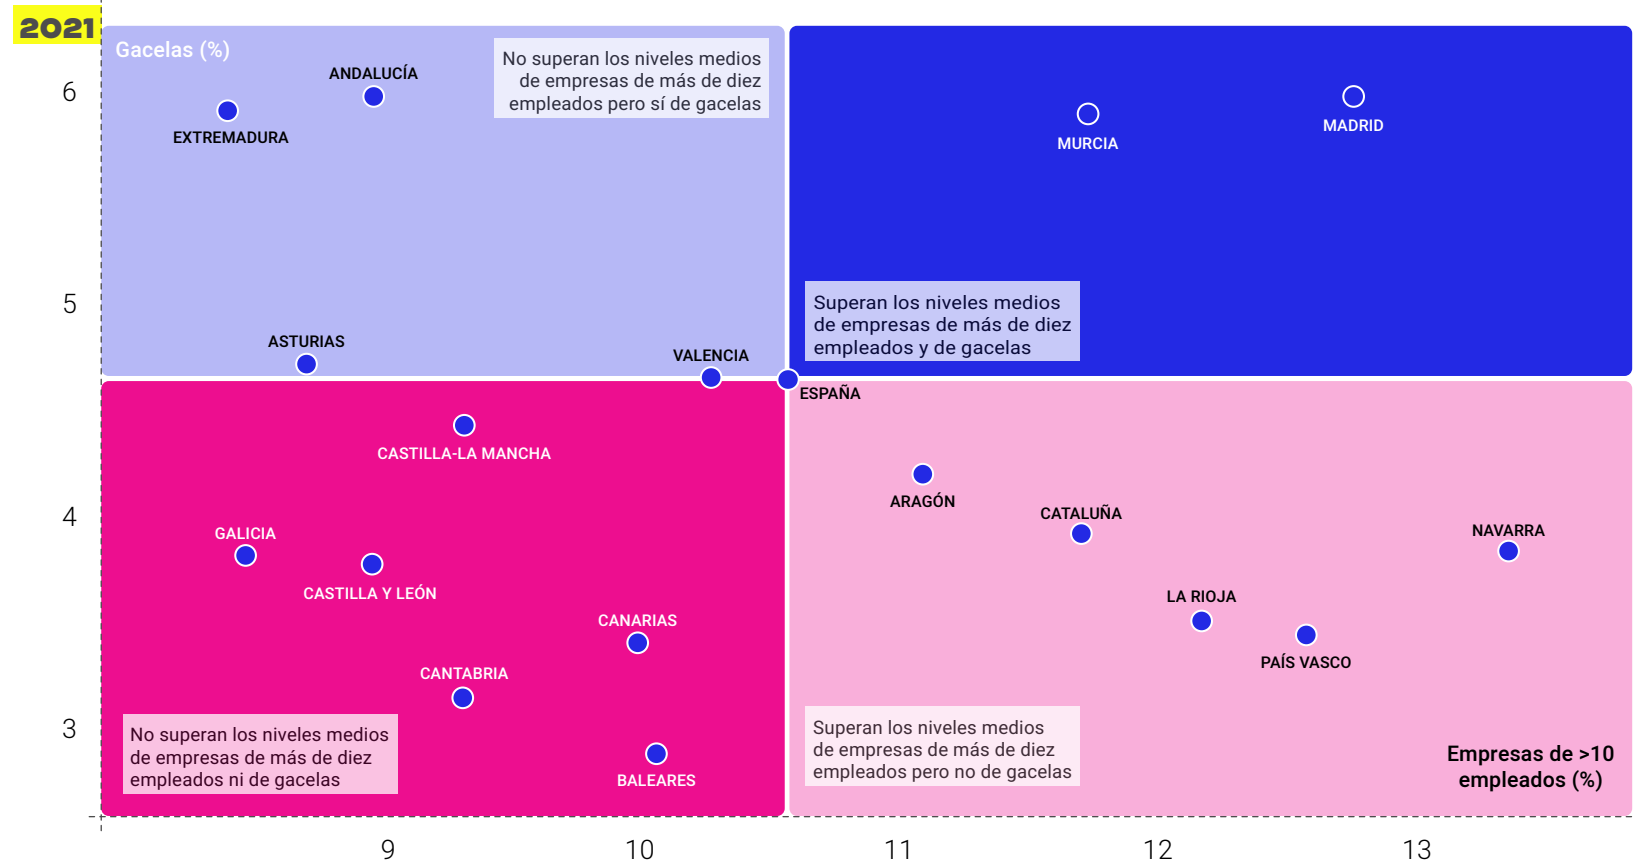 2021
Gacelas (%)
No superan los niveles medios
de empresas de más de diez
empleados pero sí de gacelas
6
ANDALUCÍA
EXTREMADURA
MADRID
MURCIA
5
Superan los niveles medios
de empresas de más de diez
empleados y de gacelas
ASTURIAS
VALENCIA
ESPAÑA
CASTILLA-LA MANCHA
ARAGÓN
4
CATALUÑA
NAVARRA
GALICIA
CASTILLA Y LEÓN
LA RIOJA
CANARIAS
PAÍS VASCO
CANTABRIA
3
No superan los niveles medios
de empresas de más de diez
empleados ni de gacelas
BALEARES
Superan los niveles medios
de empresas de más de diez
empleados pero no de gacelas
Empresas de >10
empleados (%)
9
10
11
12
13